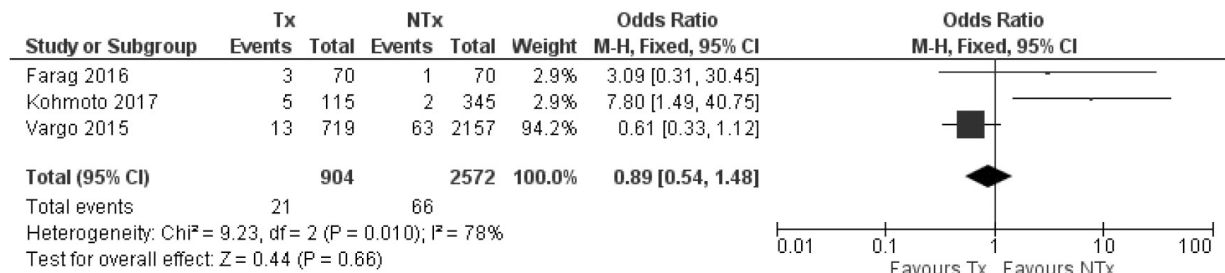 Tx NTx Odds Ratio Odds Ratio
Study or Subgroup Events Total Events Total Weight M-H, Fixed, 95% CI M-H, Fixed, 95% CI
Farag 2016 3 70 1 70 2.9% 3.09 [0.31, 30.45]
Kohmoto 2017 5 115 2 345 2.9% 7.80 [1.49, 40.75]
Vargo 2015 13 719 63 2157 94.2% 0.61 [0.33, 1.12]
Total (95% CI) 904 2572 100.0% 0.89 [0.54, 1.48]
Total events 21 66
Heterogeneity: Chi² = 9.23, df = 2 (P = 0.010); I² = 78%
Test for overall effect: Z = 0.44 (P = 0.66)
0.01 0.1 1 10 100
Favours Tx Favours NTx